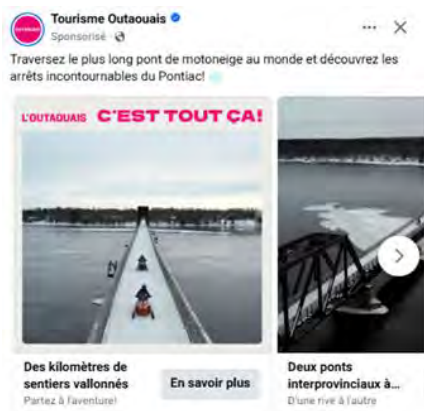 Tourisme Outaouais
Sponsorisé
Traversez le plus long pont de motoneige au monde et découvrez les
arrêts incontournables du Pontiac!
L'OUTAOUAIS C'EST TOUT ÇA!
Des kilomètres de
sentiers vallonnés
Partez à l'aventure!
En savoir plus
Deux ponts
interprovinciaux à...
D'une rive à l'autre